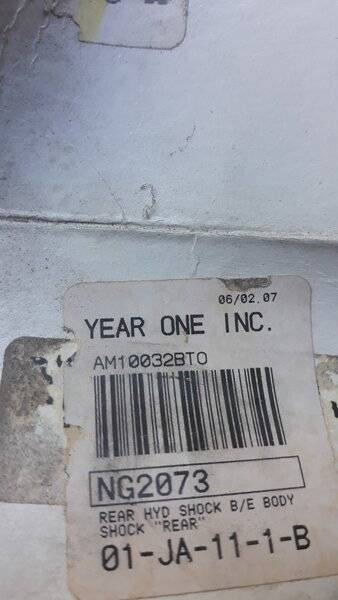 06/02.07
YEAR ONE INC.
AM10032BTO
NG2073
REAR HYD SHOCK B/E BODY
SHOCK "REAR"
01-JA-11-1-B